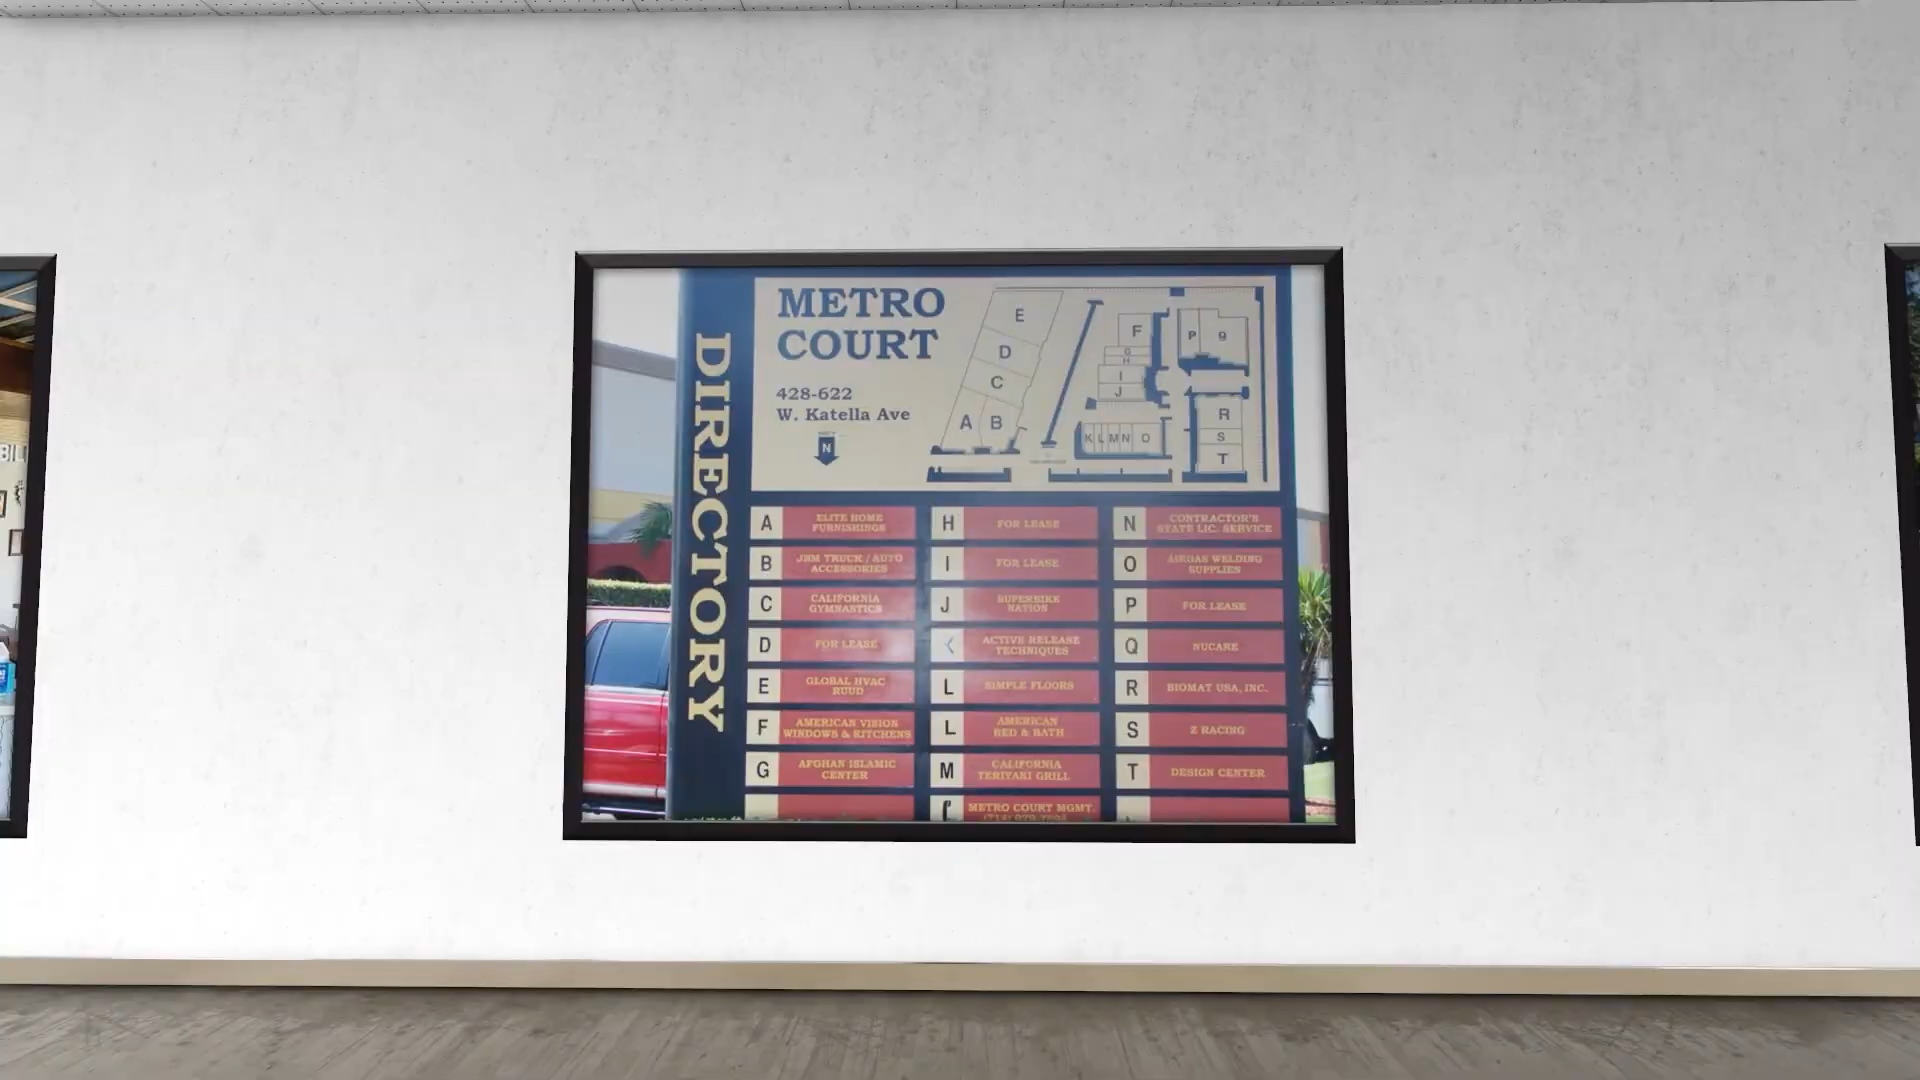 DIRECTORY
METRO
COURT
428-622
W. Katella Ave
N
E
D
C
A B
F
G
H
I
J
K L M N O
P Q
R
S
T
A ELITE HOME
FURNISHINGS
B JNM TRUCK / AUTO
ACCESSORIES
C CALIFORNIA
GYMNASTICS
D FOR LEASE
E GLOBAL HVAC
RUUD
F AMERICAN VISION
WINDOWS & KITCHENS
G AFGHAN ISLAMIC
CENTER
H FOR LEASE
I FOR LEASE
J SUPERBIKE
NATION
K ACTIVE RELEASE
TECHNIQUES
L SIMPLE FLOORS
L AMERICAN
BED & BATH
M CALIFORNIA
TERIYAKI GRILL
METRO COURT MGMT.
N CONTRACTOR'S
STATE LIC. SERVICE
O AIRGAS WELDING
SUPPLIES
P FOR LEASE
Q NUCARE
R BIOMAT USA, INC.
S Z RACING
T DESIGN CENTER